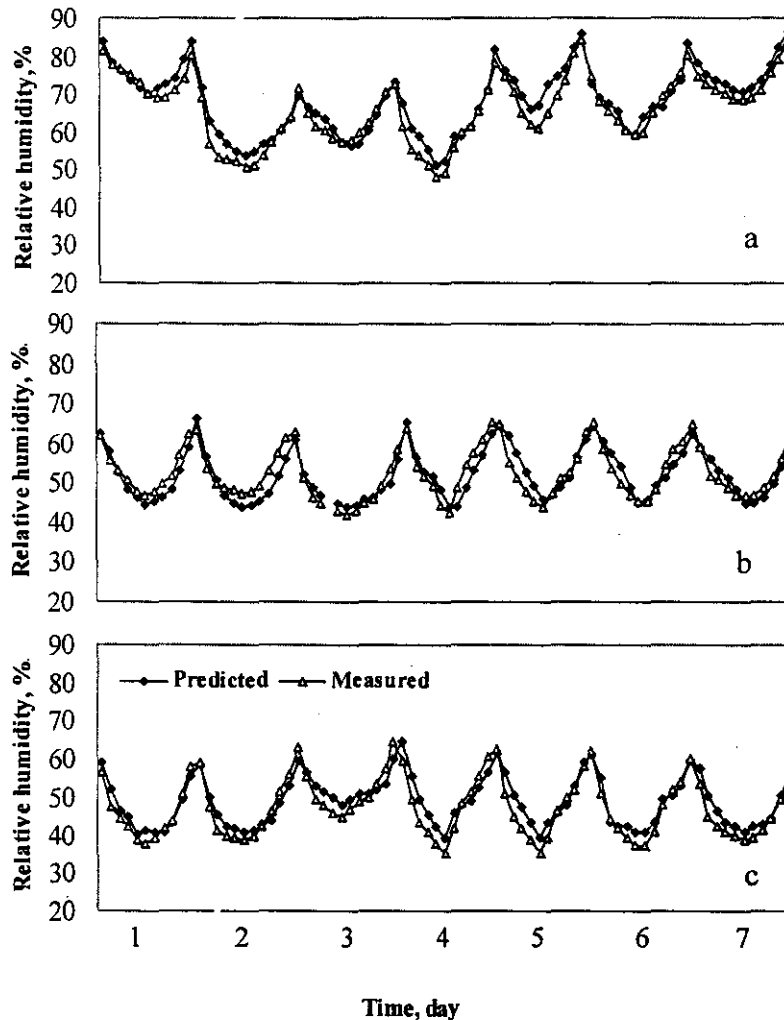 Relative humidity,%
90
80
70
60
50
40
30
20
a
Relative humidity, %.
90
80
70
60
50
40
30
20
b
Relative humidity, %.
90
80
70
60
50
40
30
20
Predicted Measured
c
1 2 3 4 5 6 7
Time, day